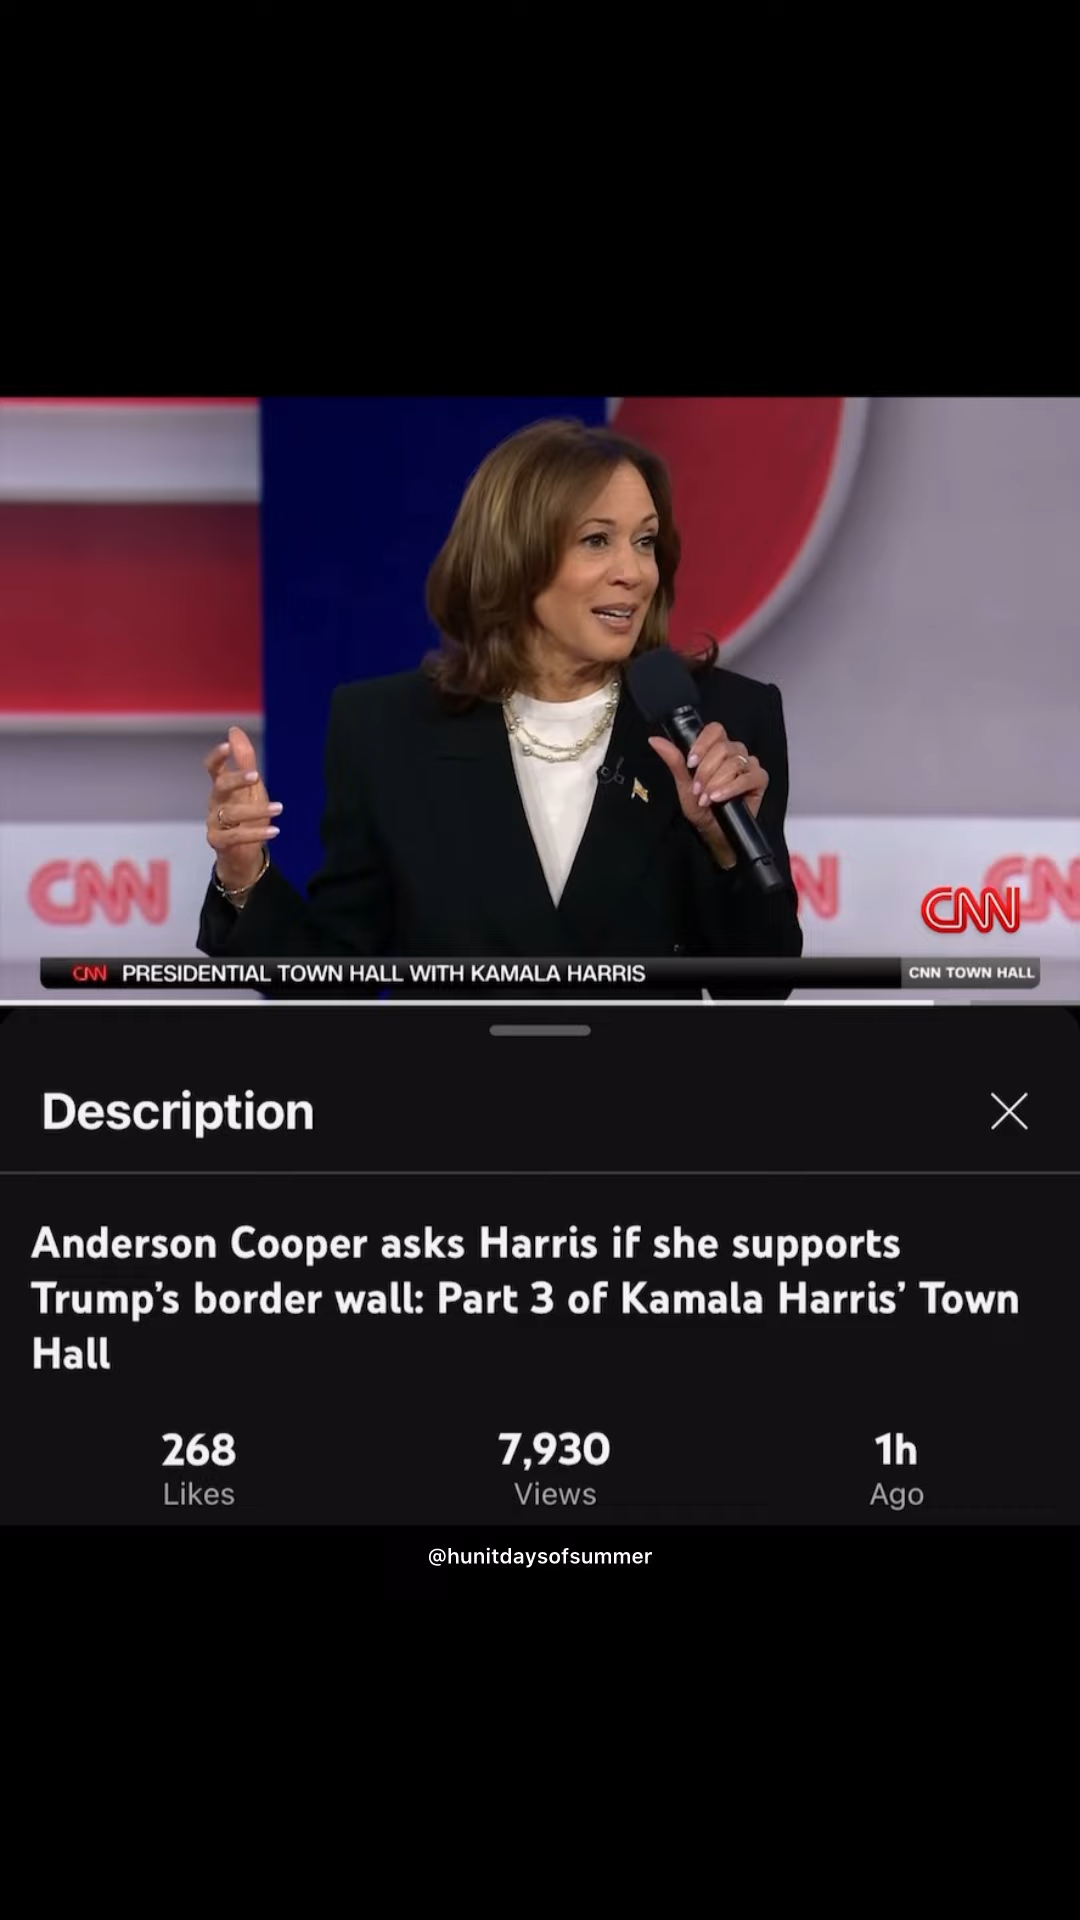 CNN
CNN
CNN
CNN PRESIDENTIAL TOWN HALL WITH KAMALA HARRIS
CNN TOWN HALL
Description
Anderson Cooper asks Harris if she supports
Trump’s border wall: Part 3 of Kamala Harris’ Town
Hall
268
Likes
7,930
Views
1h
Ago
@hunitdaysofsummer